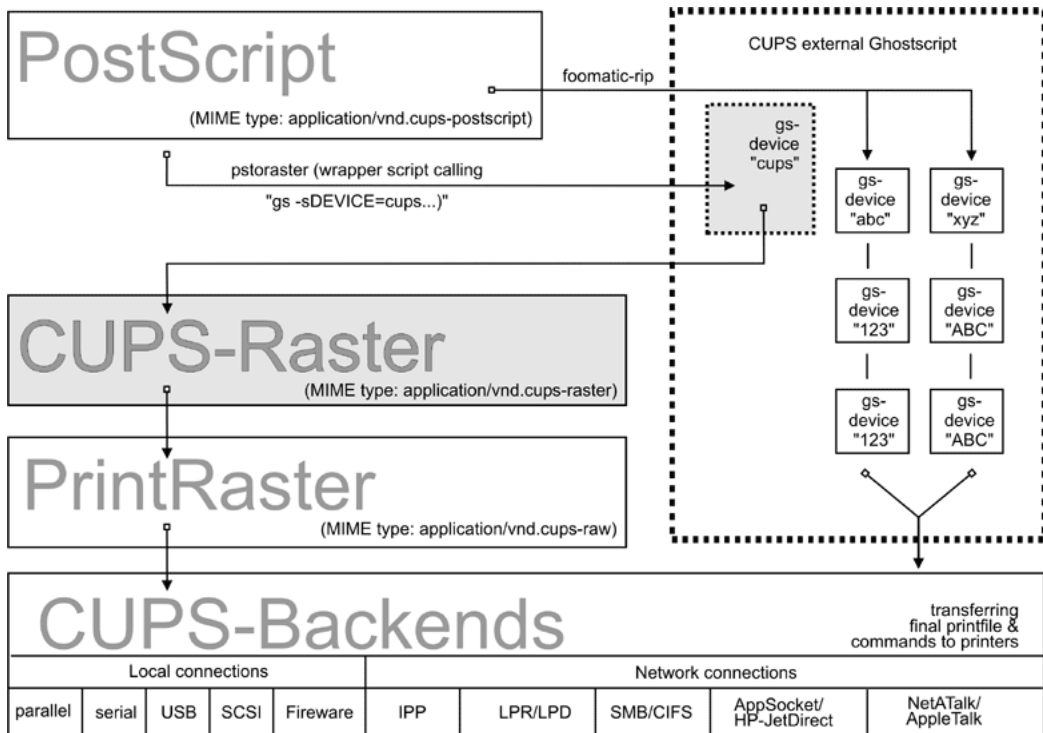 PostScript
(MIME type: application/vnd.cups-postscript)
CUPS external Ghostscript
foomatic-rip
pstoraster (wrapper script calling
"gs -sDEVICE=cups...)"
gs-
device
"cups"
gs-
device
"abc"
gs-
device
"xyz"
gs-
device
"123"
gs-
device
"ABC"
gs-
device
"123"
gs-
device
"ABC"
CUPS-Raster
(MIME type: application/vnd.cups-raster)
PrintRaster
(MIME type: application/vnd.cups-raw)
CUPS-Backends
transferring
final printfile &
commands to printers
Local connections
Network connections
parallel
serial
USB
SCSI
Fireware
IPP
LPR/LPD
SMB/CIFS
AppSocket/
HP-JetDirect
NetATalk/
AppleTalk